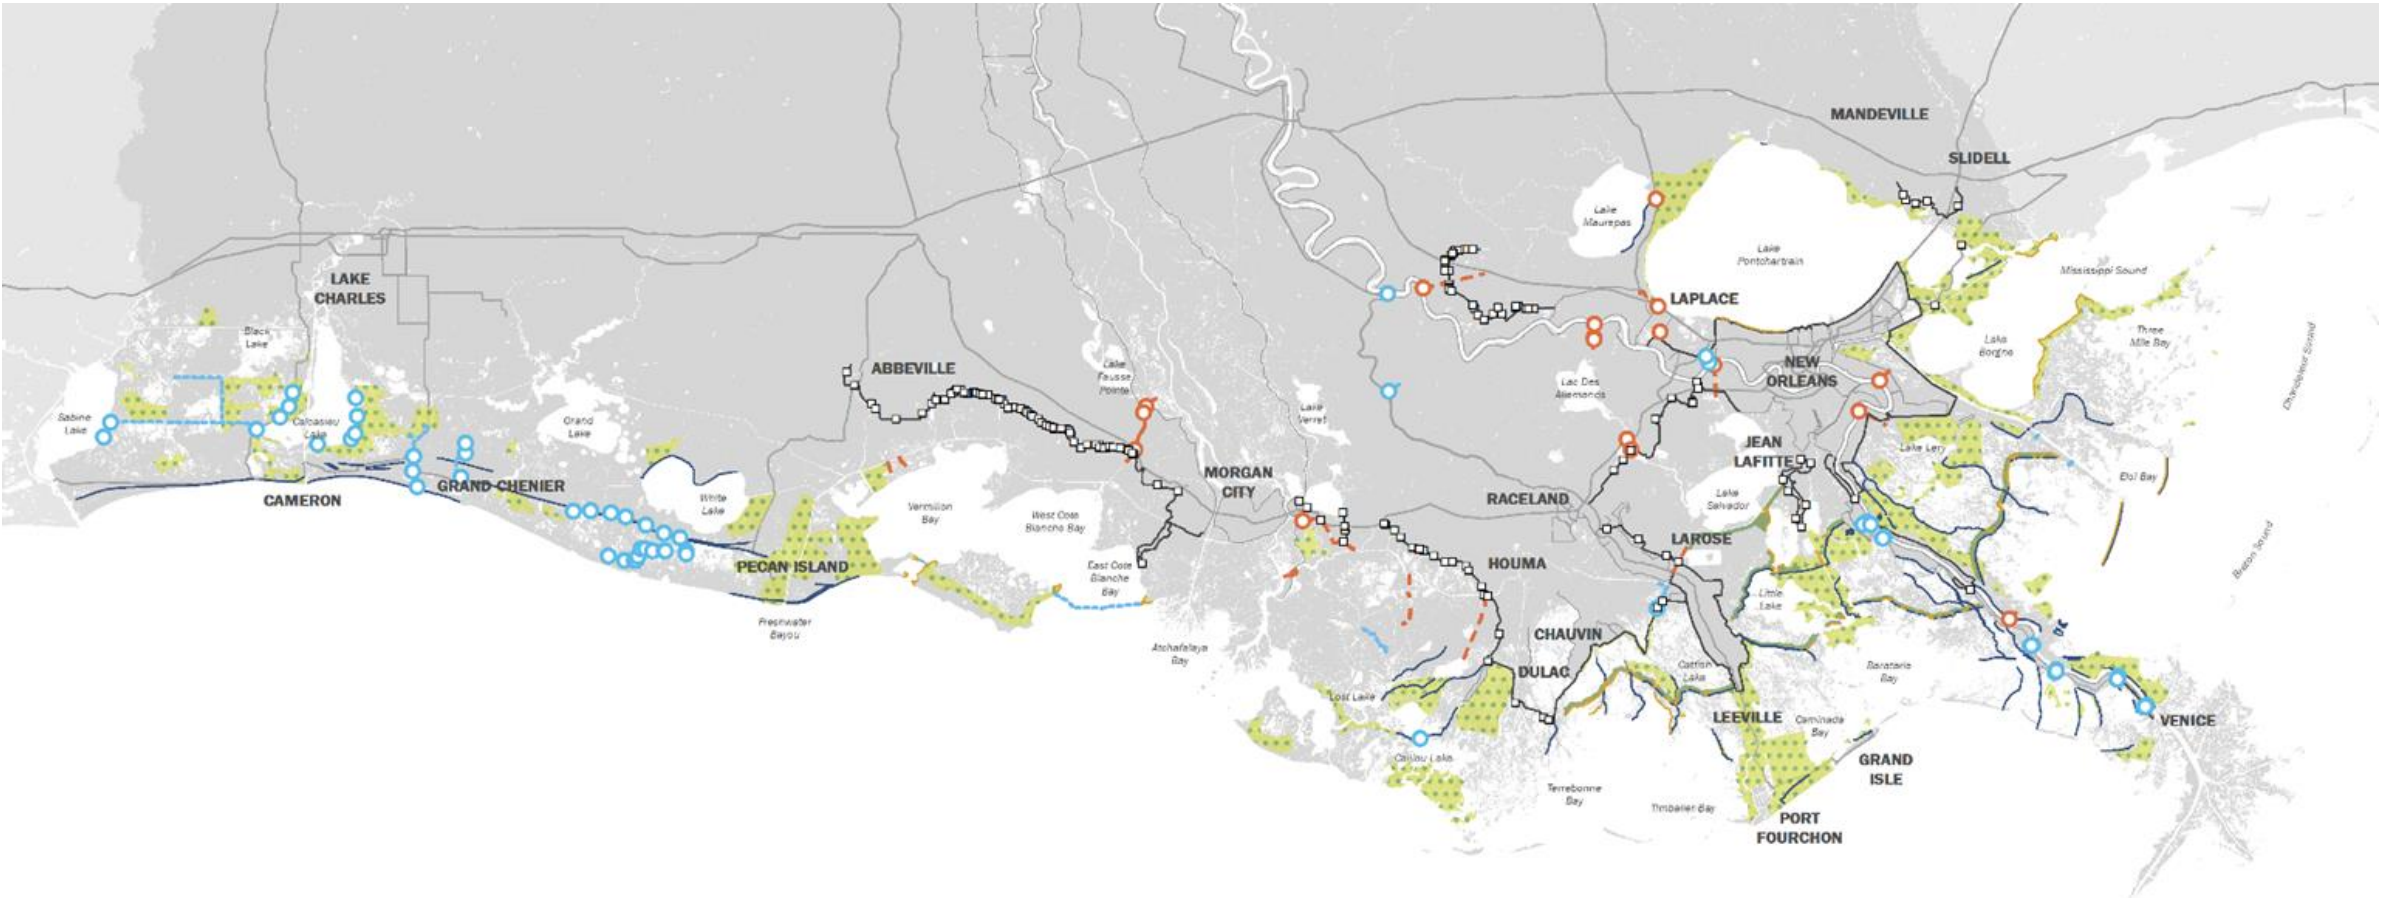 MANDEVILLE
SLIDELL
Lake
Maurepas
Lake
Pontchartrain
Mississippi Sound
LAKE
CHARLES
LAPLACE
Black
Lake
Lake
Borgne
Three
Mile Bay
Chandeleur Sound
ABBEVILLE
Lake
Fausse
Pointe
NEW
ORLEANS
Lac Des
Allemands
Sabine
Lake
Calcasieu
Lake
Grand
Lake
Lake
Verret
JEAN
LAFITTE
Lake Lery
MORGAN
CITY
Eloi Bay
GRAND CHENIER
CAMERON
White
Lake
Vermilion
Bay
West Cote
Blanche Bay
RACELAND
Lake
Salvador
LAROSE
Breton Sound
PECAN ISLAND
East Cote
Blanche
Bay
HOUMA
Little
Lake
Freshwater
Bayou
Atchafalaya
Bay
CHAUVIN
DULAC
Catfish
Lake
Barataria
Bay
Lost Lake
LEEVILLE
Caminada
Bay
VENICE
Caillou Lake
GRAND
ISLE
Terrebonne
Bay
Timbalier Bay
PORT
FOURCHON